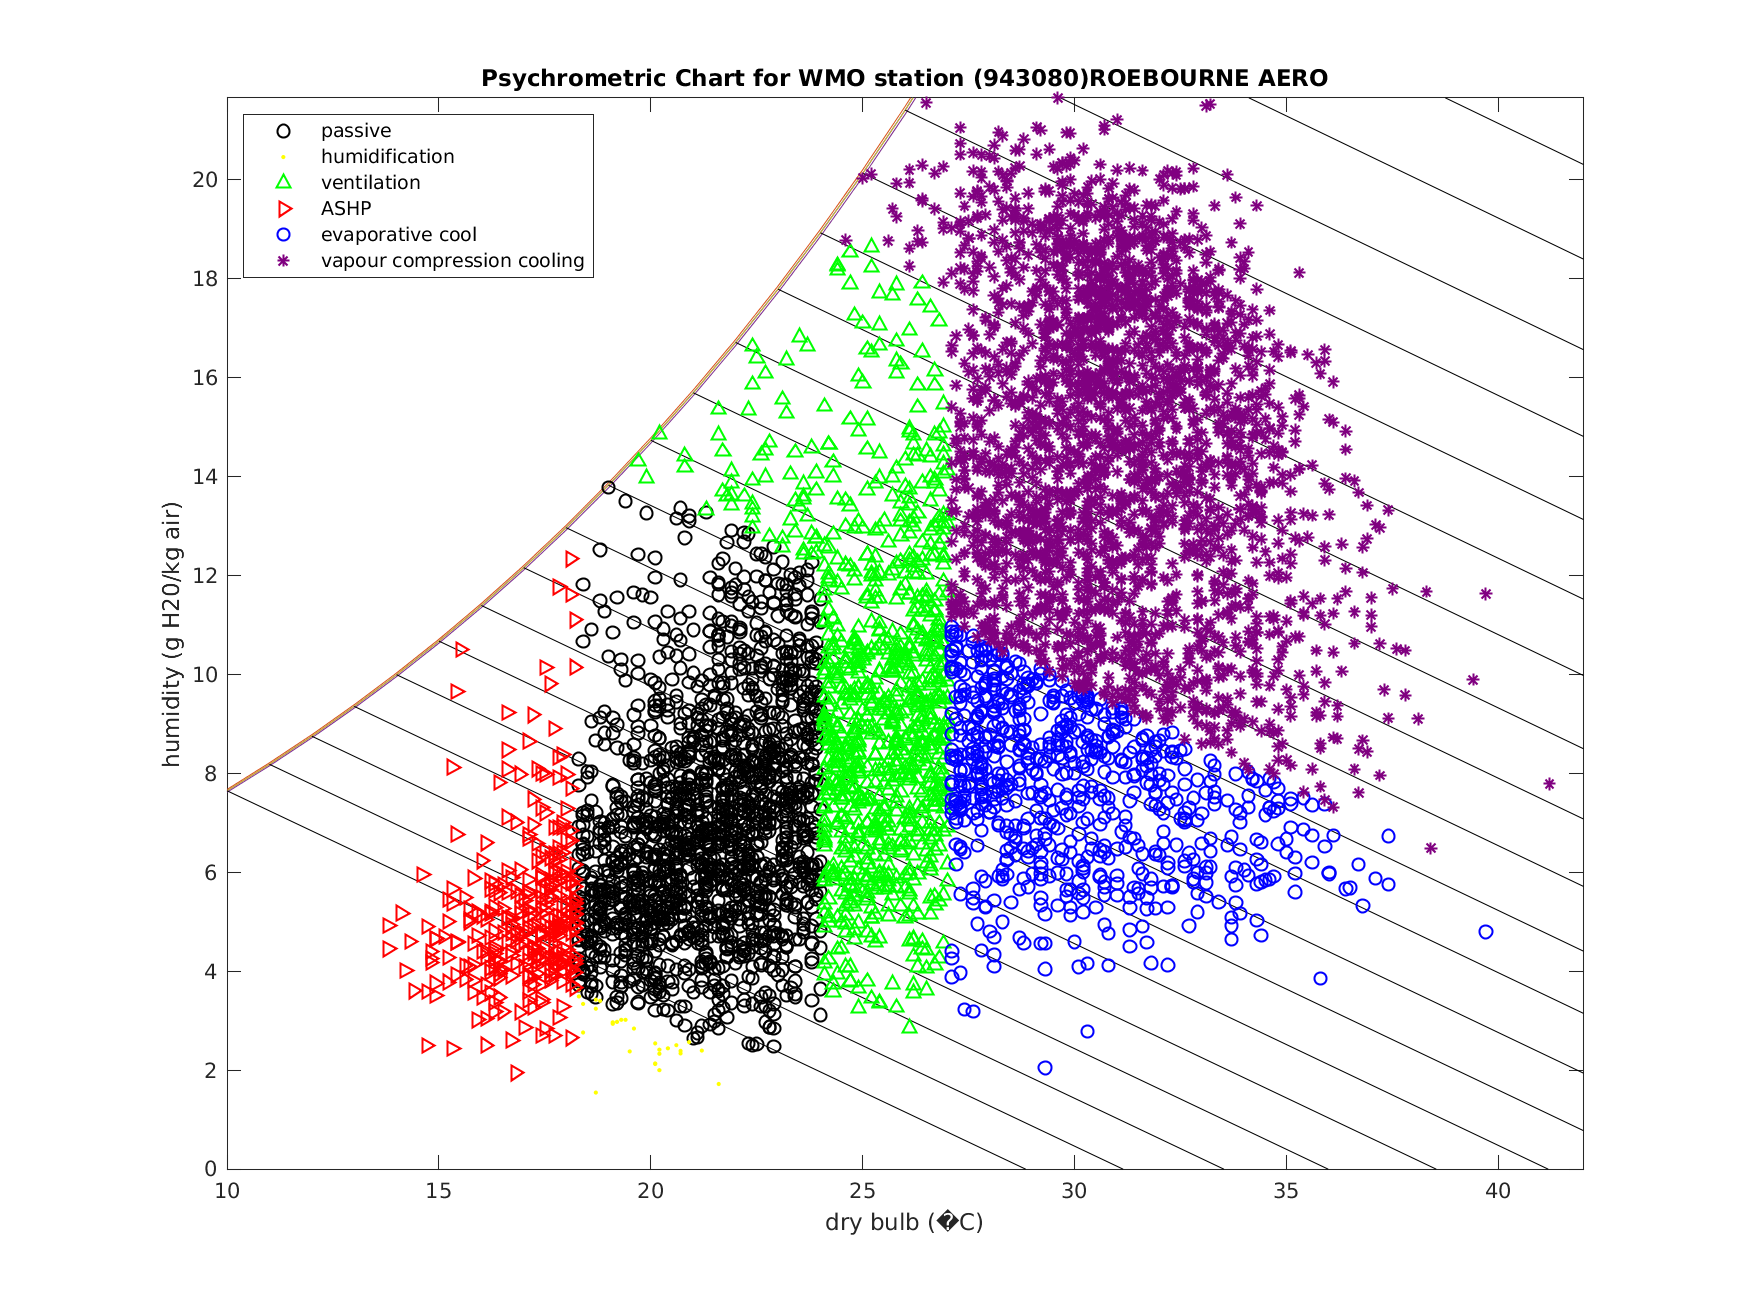 Psychrometric Chart for WMO station (943080)ROEBOURNE AERO
passive
humidification
ventilation
ASHP
evaporative cool
vapour compression cooling
humidity (g H20/kg air)
20
18
16
14
12
10
8
6
4
2
0
10 15 20 25 30 35 40
dry bulb (�C)